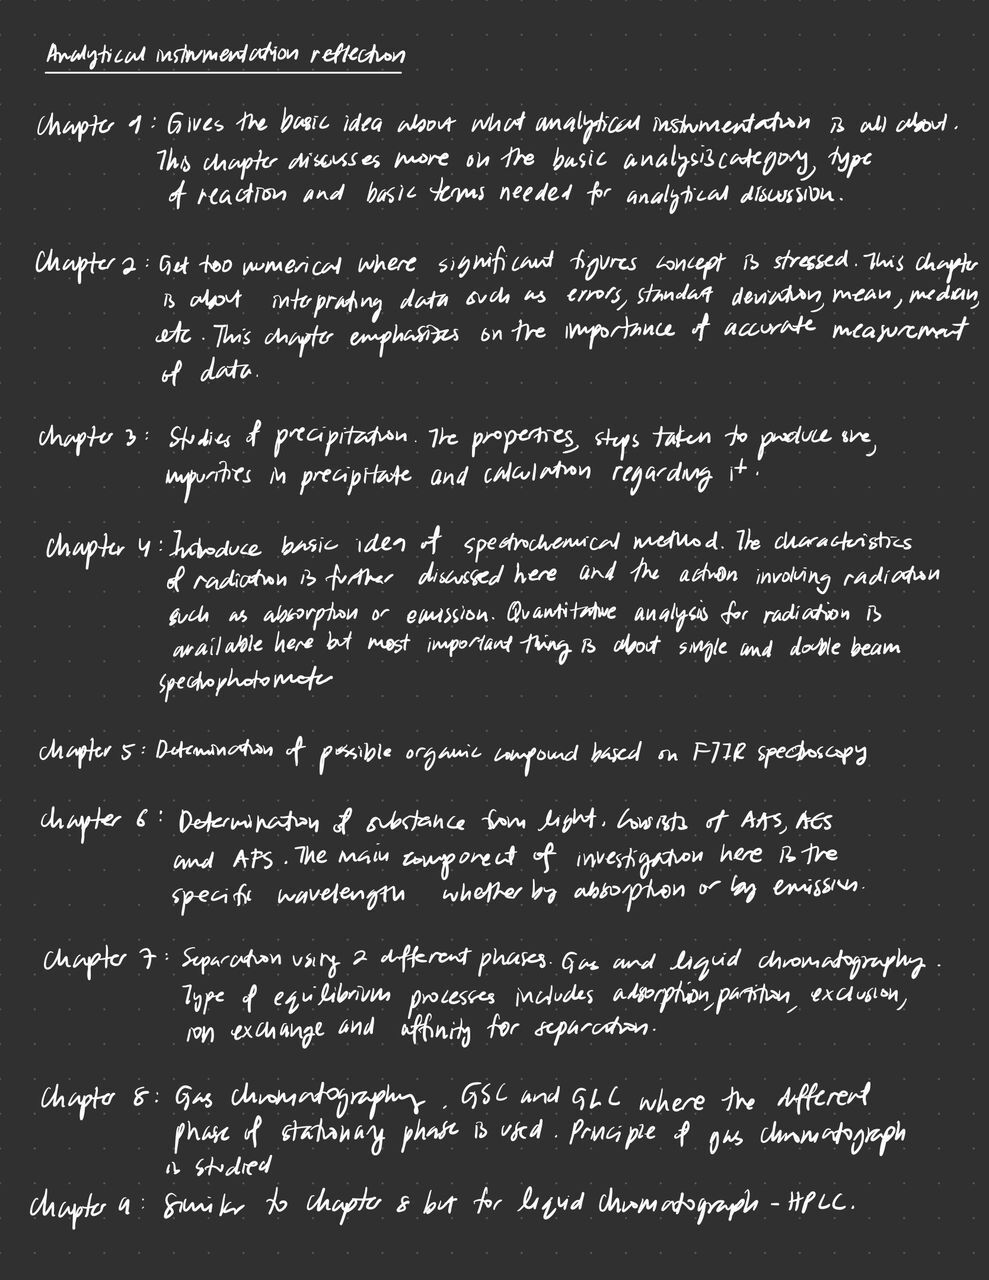 Analytical instrumentation reflection
Chapter 1: Gives the basic idea about what analytical instrumentation is all about.
This chapter discusses more on the basic analysis category, type
of reaction and basic terms needed for analytical discussion.
Chapter 2: Get too numerical where significant figures concept is stressed. This chapter
is about interprating data such as errors, standart deviation, mean, median,
etc. This chapter emphasizes on the importance of accurate measurement
of data.
Chapter 3: Studies of precipitation. The properties, steps taken to produce one,
impurities in precipitate and calculation regarding it.
Chapter 4: Introduce basic idea of spectrochemical method. The characteristics
of radiation is further discussed here and the action involving radiation
such as absorption or emission. Quantitative analysis for radiation is
available here but most important thing is about single and double beam
spectrophotometer
Chapter 5: Determination of possible organic compound based on FTIR spectroscopy
Chapter 6: Determination of substance from light. Consists of AAS, AES
and AFS. The main component of investigation here is the
specific wavelength whether by absorption or by emission.
Chapter 7: Separation using 2 different phases. Gas and liquid chromatography.
Type of equilibrium processes includes adsorption, partition, exclusion,
ion exchange and affinity for separation.
Chapter 8: Gas chromatography. GSC and GLC where the different
phase of stationary phase is used. Principle of gas chromatograph
is studied
Chapter 9: Similar to chapter 8 but for liquid chromatograph - HPLC.